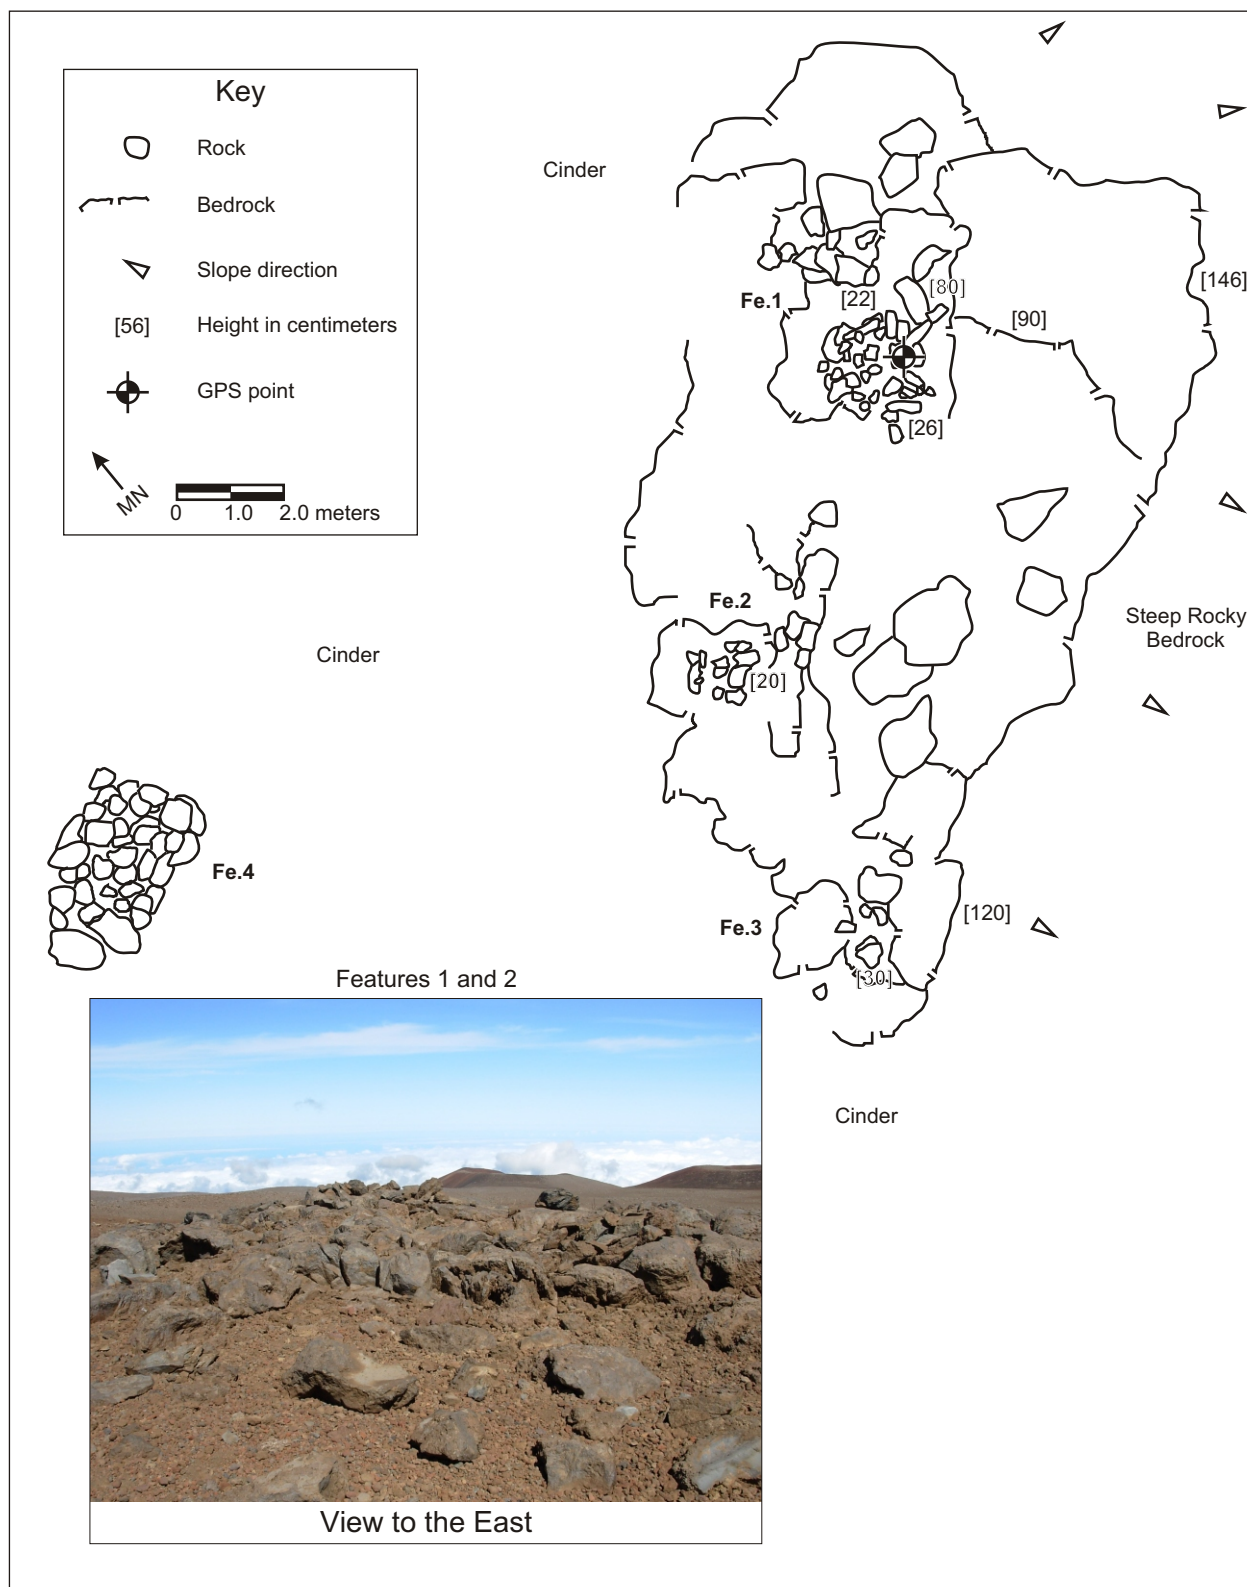 Key
Rock
Bedrock
Slope direction
[56] Height in centimeters
GPS point
MN
0 1.0 2.0 meters
Cinder
[146]
[80]
[22]
Fe.1
[90]
[26]
Fe.2
Steep Rocky
Bedrock
Cinder
[20]
Fe.4
[120]
Fe.3
[30]
Features 1 and 2
Cinder
View to the East